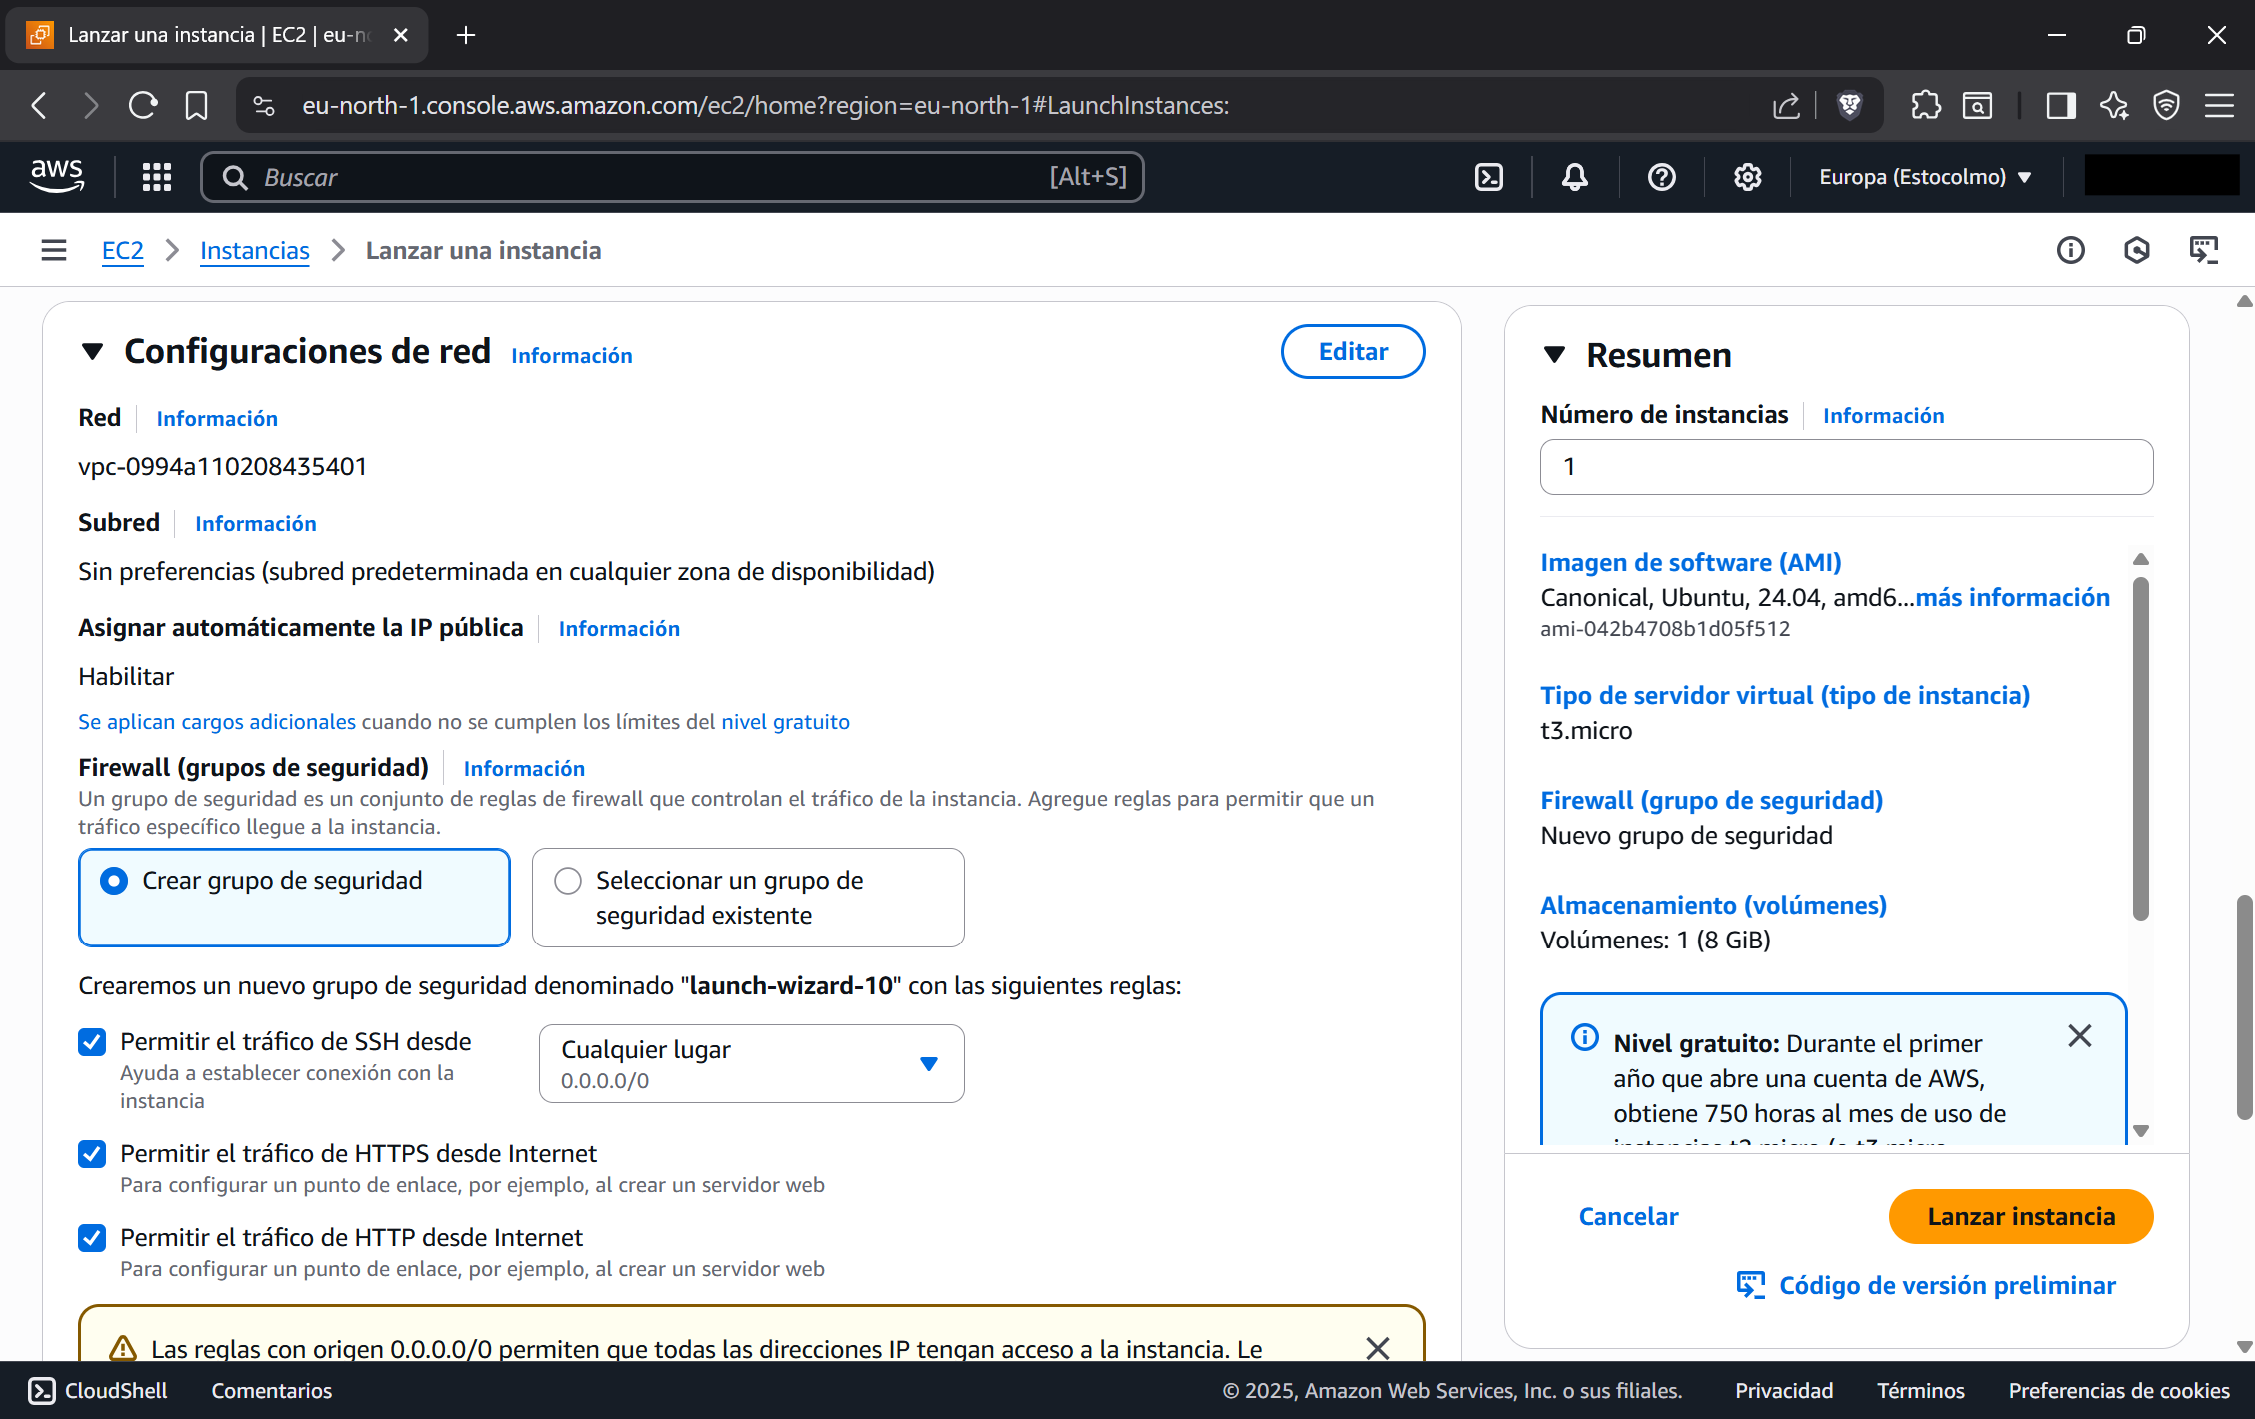 Lanzar una instancia | EC2 | eu-n
eu-north-1.console.aws.amazon.com/ec2/home?region=eu-north-1#LaunchInstances:
aws
Buscar
[Alt+S]
Europa (Estocolmo)
EC2
Instancias
Lanzar una instancia
Configuraciones de red
Información
Editar
Red
Información
vpc-0994a110208435401
Subred
Información
Sin preferencias (subred predeterminada en cualquier zona de disponibilidad)
Asignar automáticamente la IP pública
Información
Habilitar
Se aplican cargos adicionales cuando no se cumplen los límites del nivel gratuito
Firewall (grupos de seguridad)
Información
Un grupo de seguridad es un conjunto de reglas de firewall que controlan el tráfico de la instancia. Agregue reglas para permitir que un
tráfico específico llegue a la instancia.
Crear grupo de seguridad
Seleccionar un grupo de
seguridad existente
Crearemos un nuevo grupo de seguridad denominado "launch-wizard-10" con las siguientes reglas:
Permitir el tráfico de SSH desde
Ayuda a establecer conexión con la
instancia
Cualquier lugar
0.0.0.0/0
Permitir el tráfico de HTTPS desde Internet
Para configurar un punto de enlace, por ejemplo, al crear un servidor web
Permitir el tráfico de HTTP desde Internet
Para configurar un punto de enlace, por ejemplo, al crear un servidor web
Las reglas con origen 0.0.0.0/0 permiten que todas las direcciones IP tengan acceso a la instancia. Le
Resumen
Número de instancias
Información
1
Imagen de software (AMI)
Canonical, Ubuntu, 24.04, amd6...más información
ami-042b4708b1d05f512
Tipo de servidor virtual (tipo de instancia)
t3.micro
Firewall (grupo de seguridad)
Nuevo grupo de seguridad
Almacenamiento (volúmenes)
Volúmenes: 1 (8 GiB)
Nivel gratuito: Durante el primer
año que abre una cuenta de AWS,
obtiene 750 horas al mes de uso de
instancias t2.micro (o t3.micro
Cancelar
Lanzar instancia
Código de versión preliminar
CloudShell
Comentarios
© 2025, Amazon Web Services, Inc. o sus filiales.
Privacidad
Términos
Preferencias de cookies